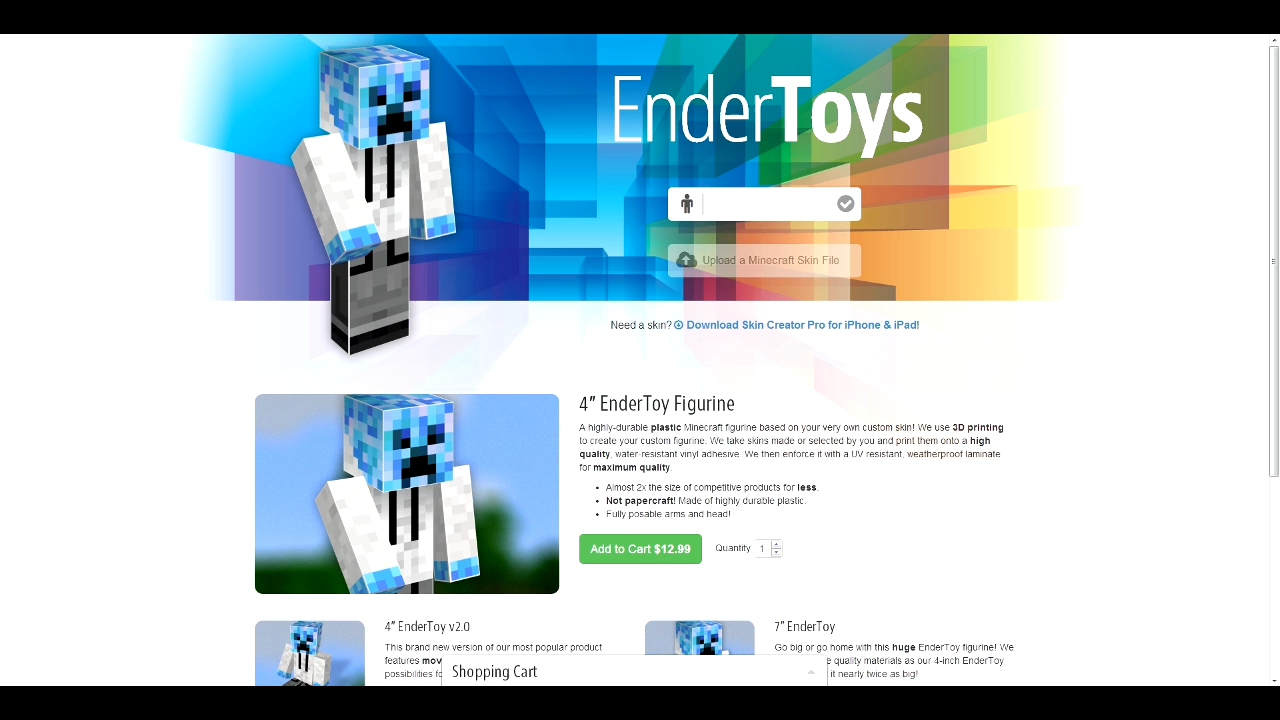 EnderToys
Upload a Minecraft Skin File
Need a skin? Download Skin Creator Pro for iPhone & iPad!
4” EnderToy Figurine
A highly-durable plastic Minecraft figurine based on your very own custom skin! We use 3D printing
to create your custom figurine. We take skins made or selected by you and print them onto a high
quality, water-resistant vinyl adhesive. We then enforce it with a UV resistant, weatherproof laminate
for maximum quality.
Almost 2x the size of competitive products for less.
Not papercraft! Made of highly durable plastic.
Fully posable arms and head!
Add to Cart $12.99 Quantity 1
4” EnderToy v2.0
This brand new version of our most popular product
features
possibilities
7” EnderToy
Go big or go home with this huge EnderToy figurine! We
quality materials as our 4-inch EnderToy
it nearly twice as big!
Shopping Cart